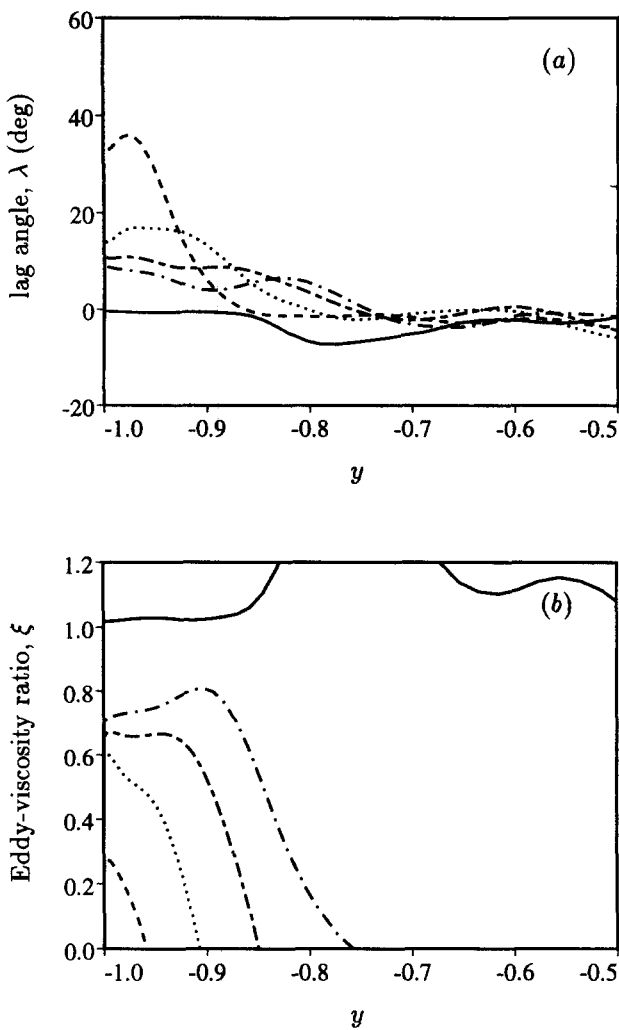 60
40
20
0
-20
lag angle, λ (deg)
(a)
-1.0 -0.9 -0.8 -0.7 -0.6 -0.5
y
1.2
1.0
0.8
0.6
0.4
0.2
0.0
Eddy-viscosity ratio, ξ
(b)
-1.0 -0.9 -0.8 -0.7 -0.6 -0.5
y